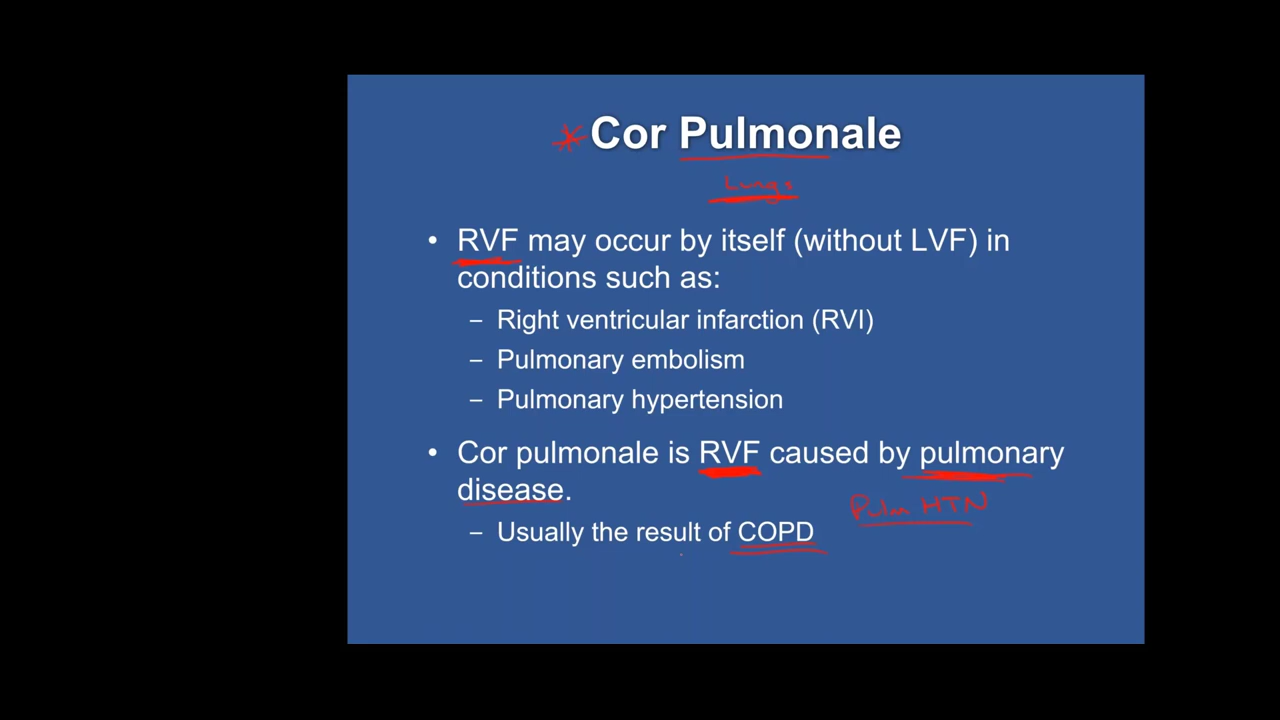 * Cor Pulmonale
Lungs
• RVF may occur by itself (without LVF) in
conditions such as:
– Right ventricular infarction (RVI)
– Pulmonary embolism
– Pulmonary hypertension
• Cor pulmonale is RVF caused by pulmonary
disease.
Pulm HTN
– Usually the result of COPD